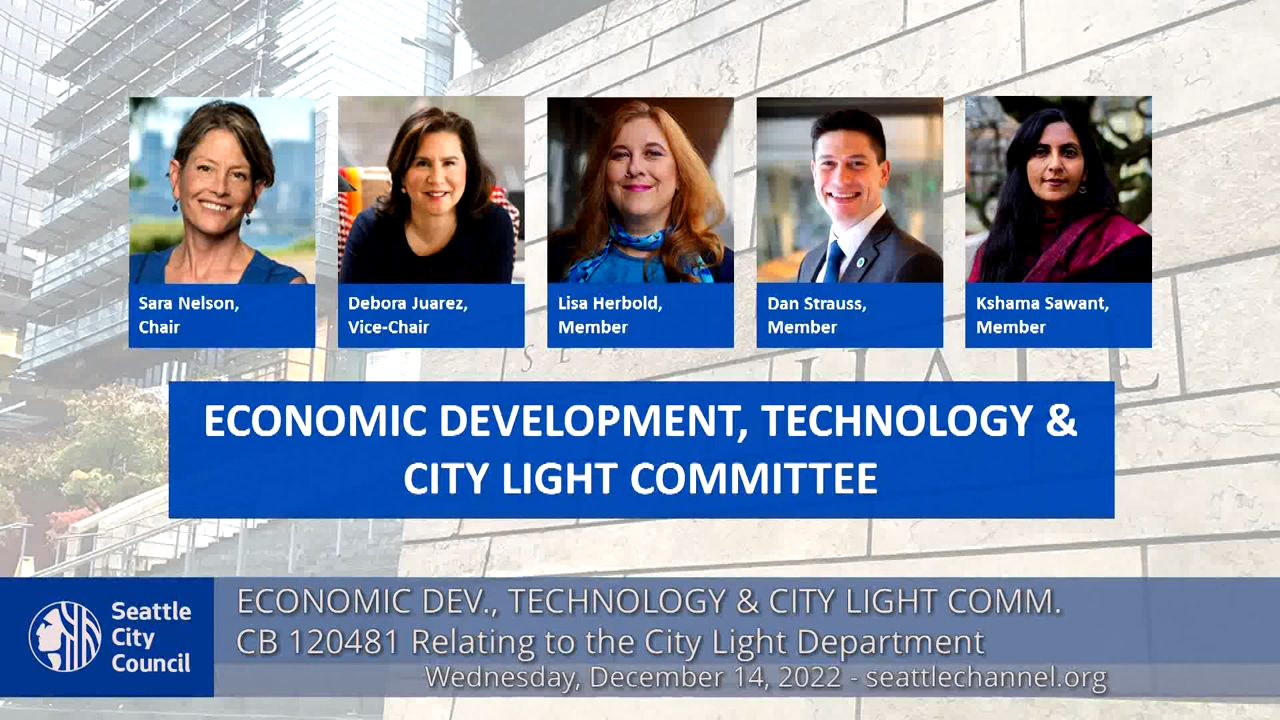 Sara Nelson,
Chair
Debora Juarez,
Vice-Chair
Lisa Herbold,
Member
Dan Strauss,
Member
Kshama Sawant,
Member
ECONOMIC DEVELOPMENT, TECHNOLOGY &
CITY LIGHT COMMITTEE
Seattle
City
Council
ECONOMIC DEV., TECHNOLOGY & CITY LIGHT COMM.
CB 120481 Relating to the City Light Department
Wednesday, December 14, 2022 - seattlechannel.org